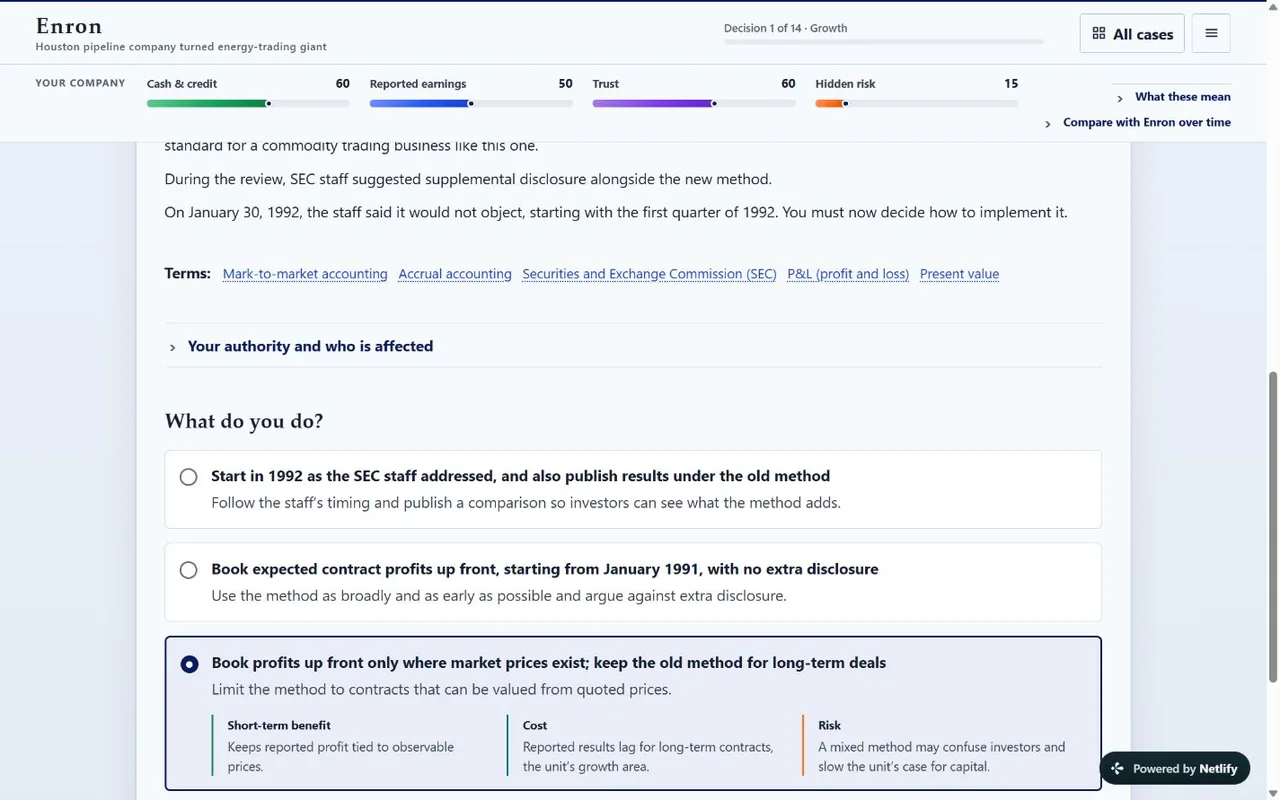 Enron
Houston pipeline company turned energy-trading giant
Decision 1 of 14 · Growth
All cases
YOUR COMPANY
Cash & credit 60
Reported earnings 50
Trust 60
Hidden risk 15
What these mean
Compare with Enron over time
standard for a commodity trading business like this one.
During the review, SEC staff suggested supplemental disclosure alongside the new method.
On January 30, 1992, the staff said it would not object, starting with the first quarter of 1992. You must now decide how to implement it.
Terms: Mark-to-market accounting Accrual accounting Securities and Exchange Commission (SEC) P&L (profit and loss) Present value
Your authority and who is affected
What do you do?
Start in 1992 as the SEC staff addressed, and also publish results under the old method
Follow the staff’s timing and publish a comparison so investors can see what the method adds.
Book expected contract profits up front, starting from January 1991, with no extra disclosure
Use the method as broadly and as early as possible and argue against extra disclosure.
Book profits up front only where market prices exist; keep the old method for long-term deals
Limit the method to contracts that can be valued from quoted prices.
Short-term benefit
Keeps reported profit tied to observable
prices.
Cost
Reported results lag for long-term contracts,
the unit’s growth area.
Risk
A mixed method may confuse investors and
slow the unit’s case for capital.
Powered by Netlify